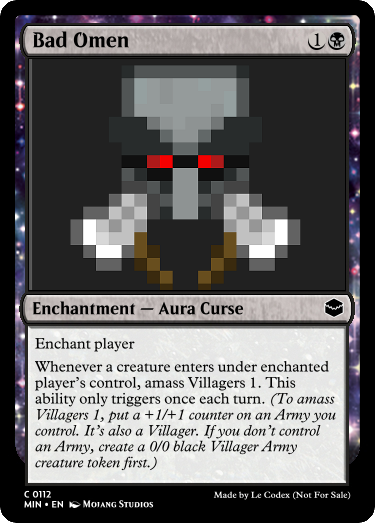 Bad Omen 1
Enchantment — Aura Curse
Enchant player
Whenever a creature enters under enchanted
player's control, amass Villagers 1. This
ability only triggers once each turn. (To amass
Villagers 1, put a +1/+1 counter on an Army you
control. It's also a Villager. If you don't control
an Army, create a 0/0 black Villager Army
creature token first.)
C 0112
MIN • EN Mojang Studios
Made by Le Codex (Not For Sale)